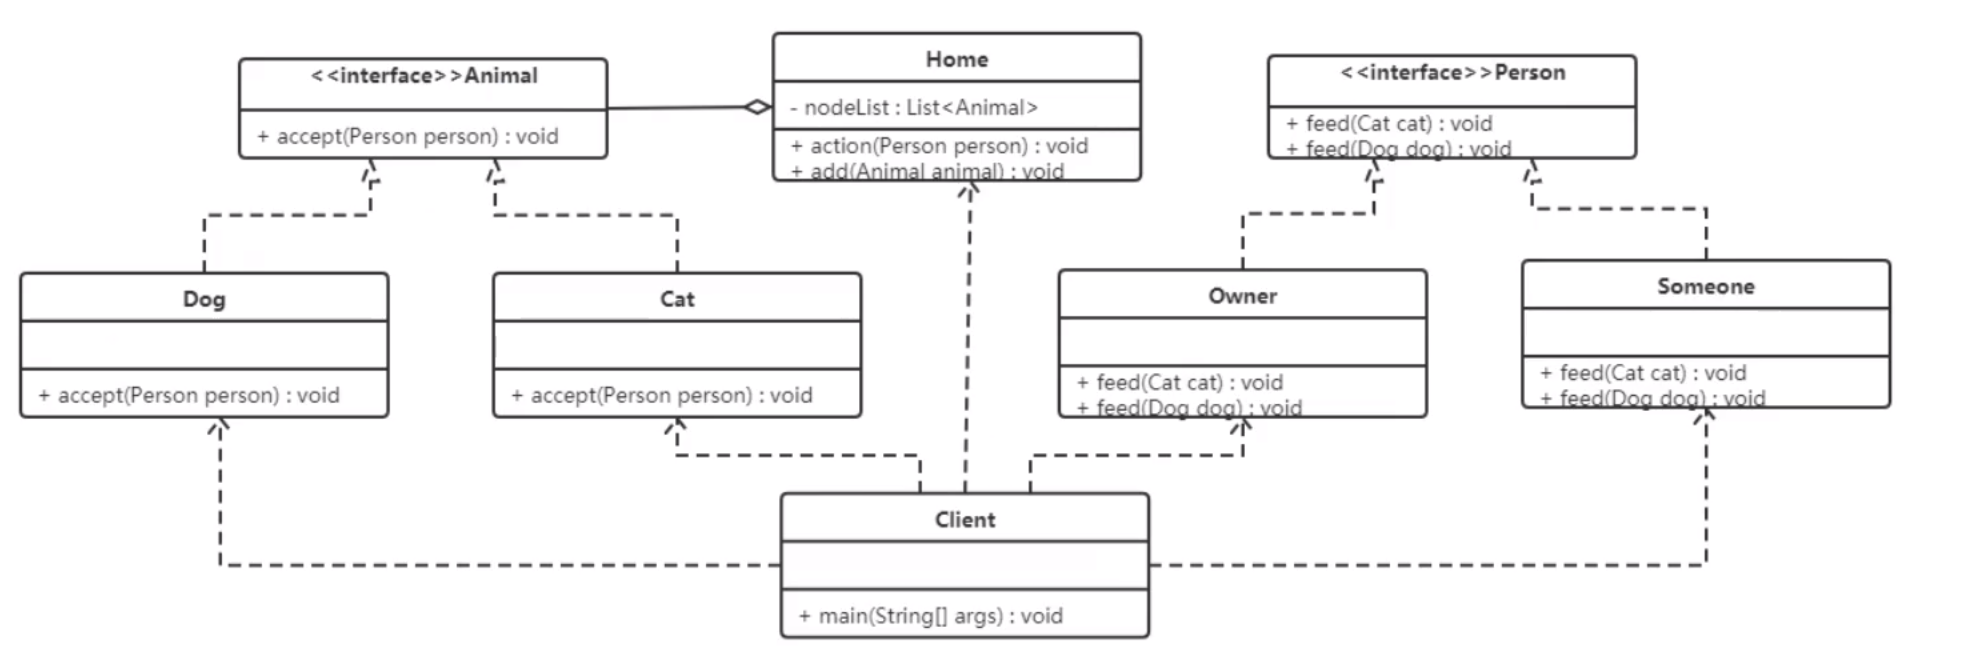 <<interface>>Animal
+ accept(Person person) : void
Home
- nodeList : List<Animal>
+ action(Person person) : void
+ add(Animal animal) : void
<<interface>>Person
+ feed(Cat cat) : void
+ feed(Dog dog) : void
Dog
+ accept(Person person) : void
Cat
+ accept(Person person) : void
Owner
+ feed(Cat cat) : void
+ feed(Dog dog) : void
Someone
+ feed(Cat cat) : void
+ feed(Dog dog) : void
Client
+ main(String[] args) : void